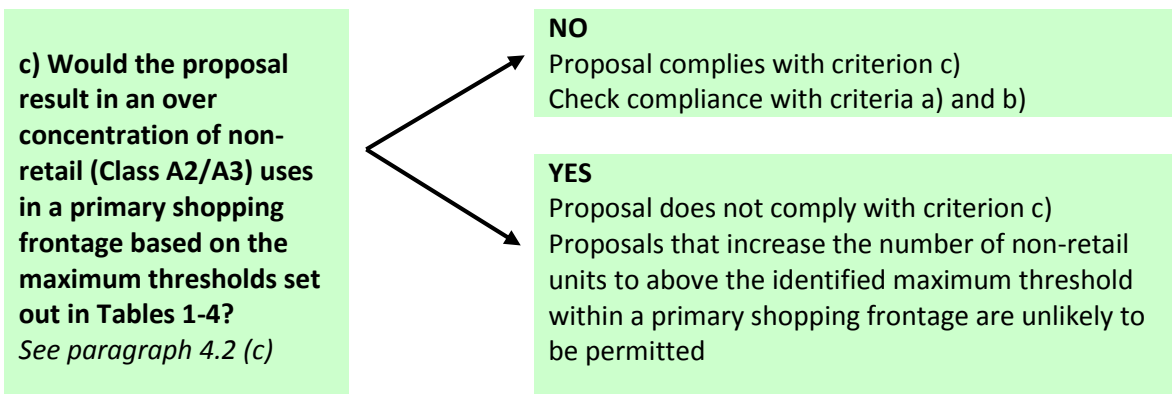 c) Would the proposal
result in an over
concentration of non-
retail (Class A2/A3) uses
in a primary shopping
frontage based on the
maximum thresholds set
out in Tables 1-4?
See paragraph 4.2 (c)
NO
Proposal complies with criterion c)
Check compliance with criteria a) and b)
YES
Proposal does not comply with criterion c)
Proposals that increase the number of non-retail
units to above the identified maximum threshold
within a primary shopping frontage are unlikely to
be permitted